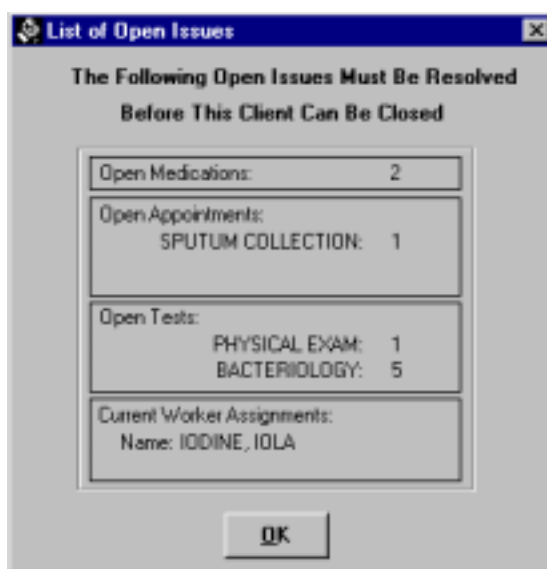 List of Open Issues
The Following Open Issues Must Be Resolved
Before This Client Can Be Closed
Open Medications: 2
Open Appointments:
SPUTUM COLLECTION: 1
Open Tests:
PHYSICAL EXAM: 1
BACTERIOLOGY: 5
Current Worker Assignments:
Name: IODINE, IOLA
OK